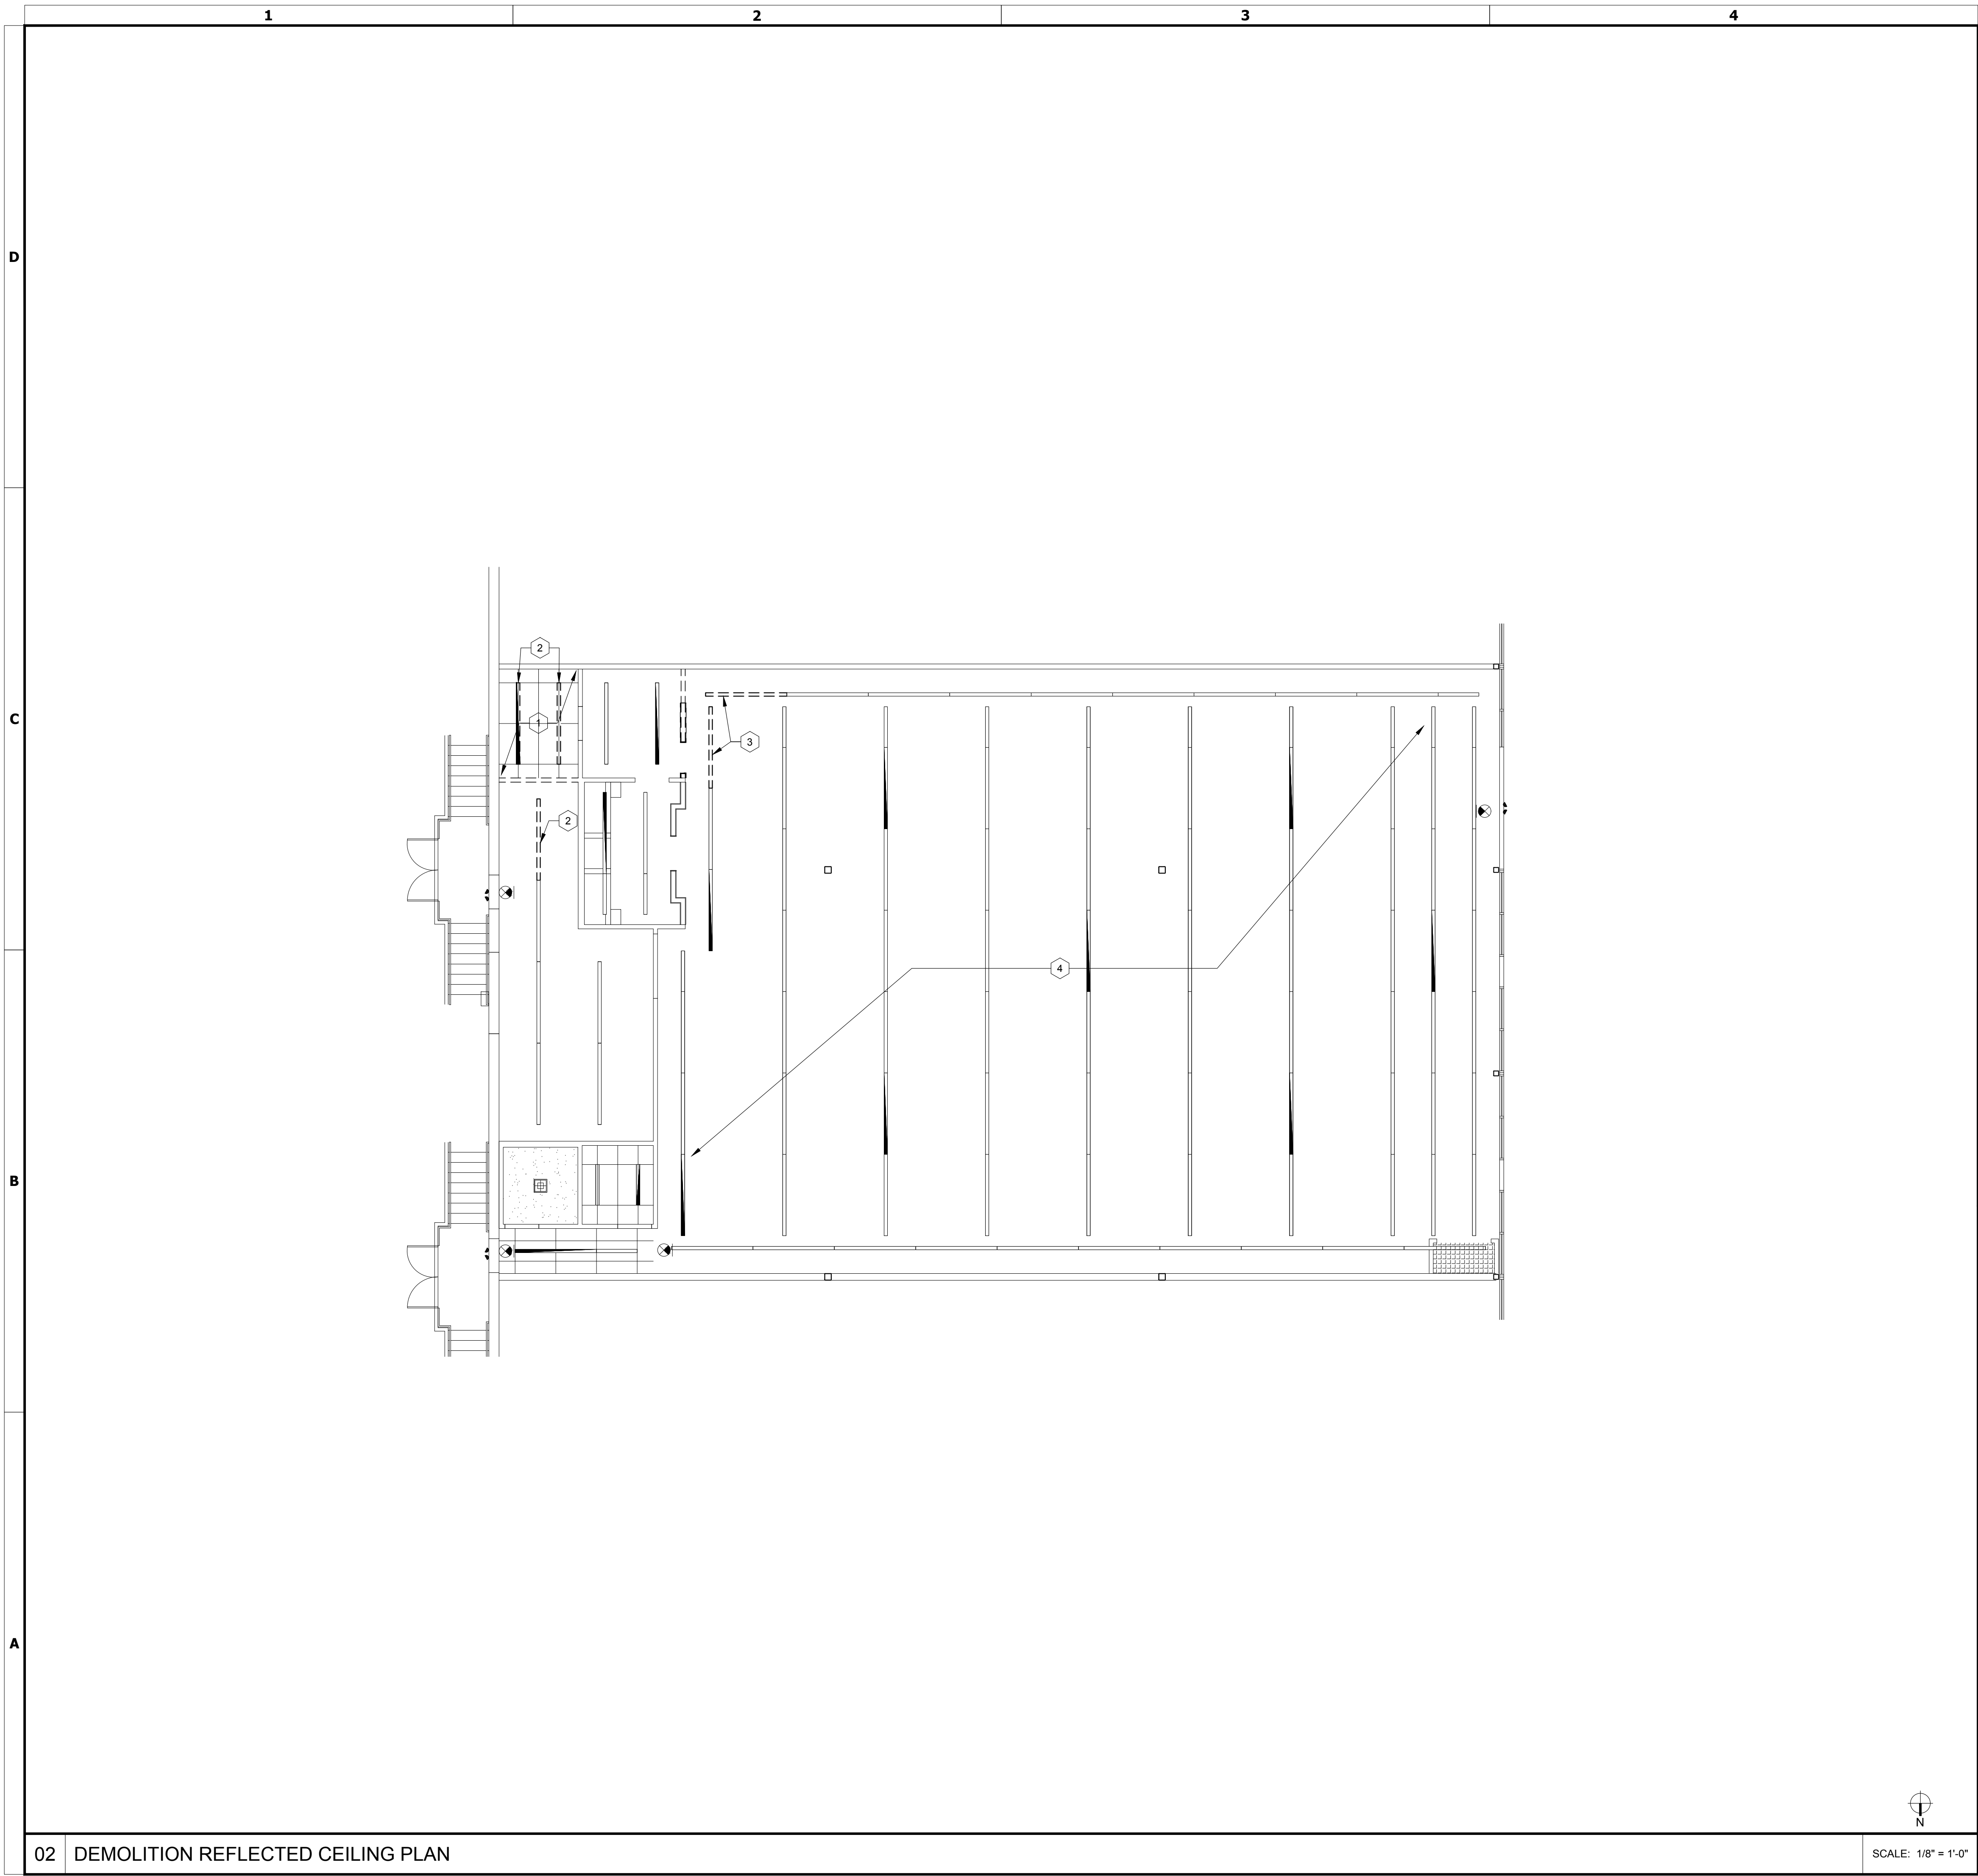 1 2 3 4
D
2
C
1
3
2
4
B
A
N
02 DEMOLITION REFLECTED CEILING PLAN SCALE: 1/8" = 1'-0"